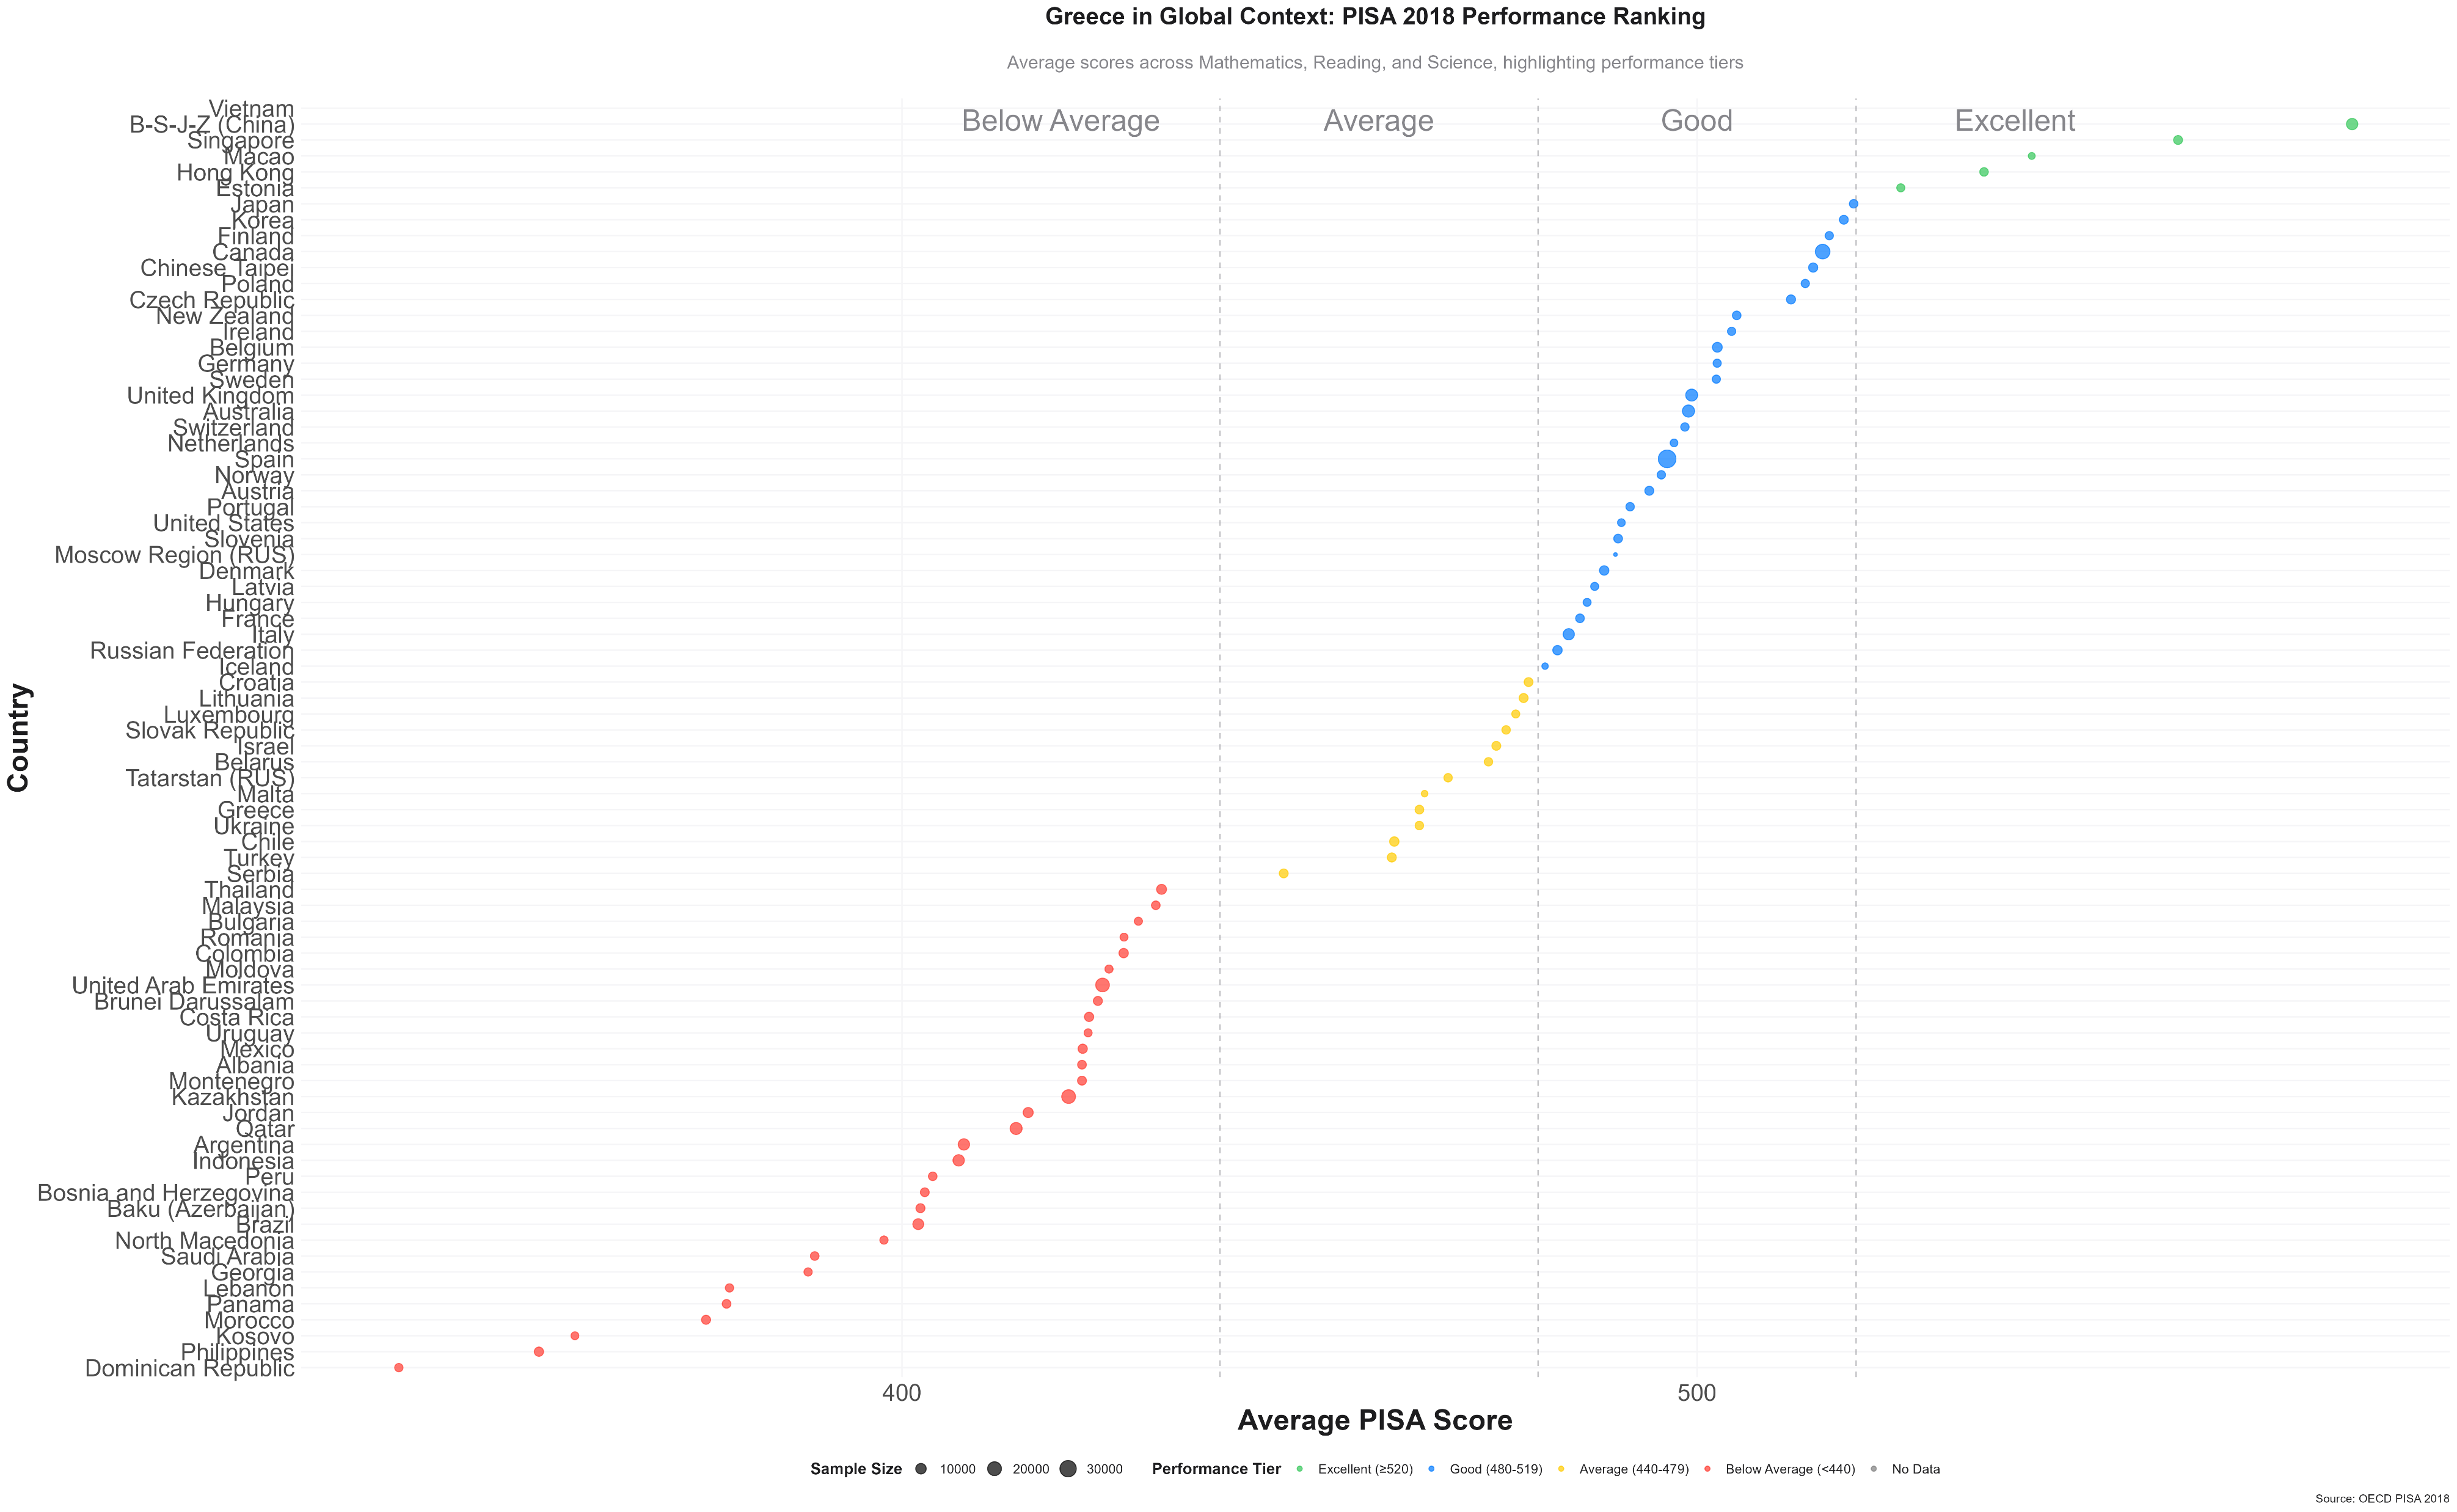 Greece in Global Context: PISA 2018 Performance Ranking
Average scores across Mathematics, Reading, and Science, highlighting performance tiers
Below Average Average Good Excellent
Country
Vietnam
B-S-J-Z (China)
Singapore
Macao
Hong Kong
Estonia
Japan
Korea
Finland
Canada
Chinese Taipei
Poland
Czech Republic
New Zealand
Ireland
Belgium
Germany
Sweden
United Kingdom
Australia
Switzerland
Netherlands
Spain
Norway
Austria
Portugal
United States
Slovenia
Moscow Region (RUS)
Denmark
Latvia
Hungary
France
Italy
Russian Federation
Iceland
Croatia
Lithuania
Luxembourg
Slovak Republic
Israel
Belarus
Tatarstan (RUS)
Malta
Greece
Ukraine
Chile
Turkey
Serbia
Thailand
Malaysia
Bulgaria
Romania
Colombia
Moldova
United Arab Emirates
Brunei Darussalam
Costa Rica
Uruguay
Mexico
Albania
Montenegro
Kazakhstan
Jordan
Qatar
Argentina
Indonesia
Peru
Bosnia and Herzegovina
Baku (Azerbaijan)
Brazil
North Macedonia
Saudi Arabia
Georgia
Lebanon
Panama
Morocco
Kosovo
Philippines
Dominican Republic
400 500
Average PISA Score
Sample Size 10000 20000 30000 Performance Tier Excellent (≥520) Good (480-519) Average (440-479) Below Average (<440) No Data
Source: OECD PISA 2018